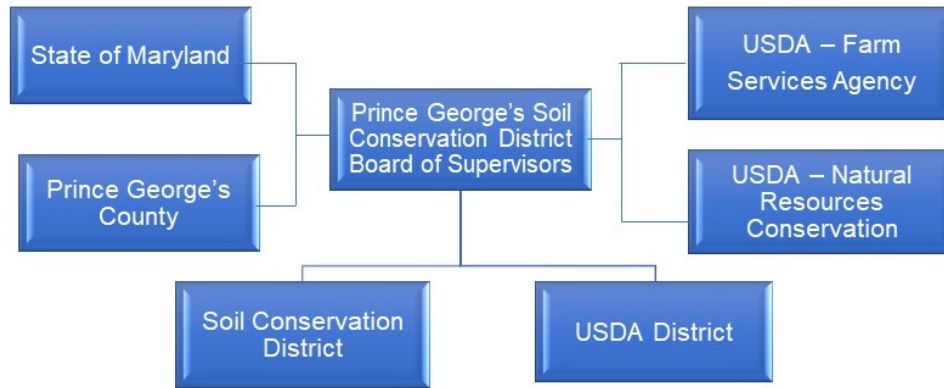 State of Maryland
Prince George’s
County
Prince George’s Soil
Conservation District
Board of Supervisors
USDA – Farm
Services Agency
USDA – Natural
Resources
Conservation
Soil Conservation
District
USDA District